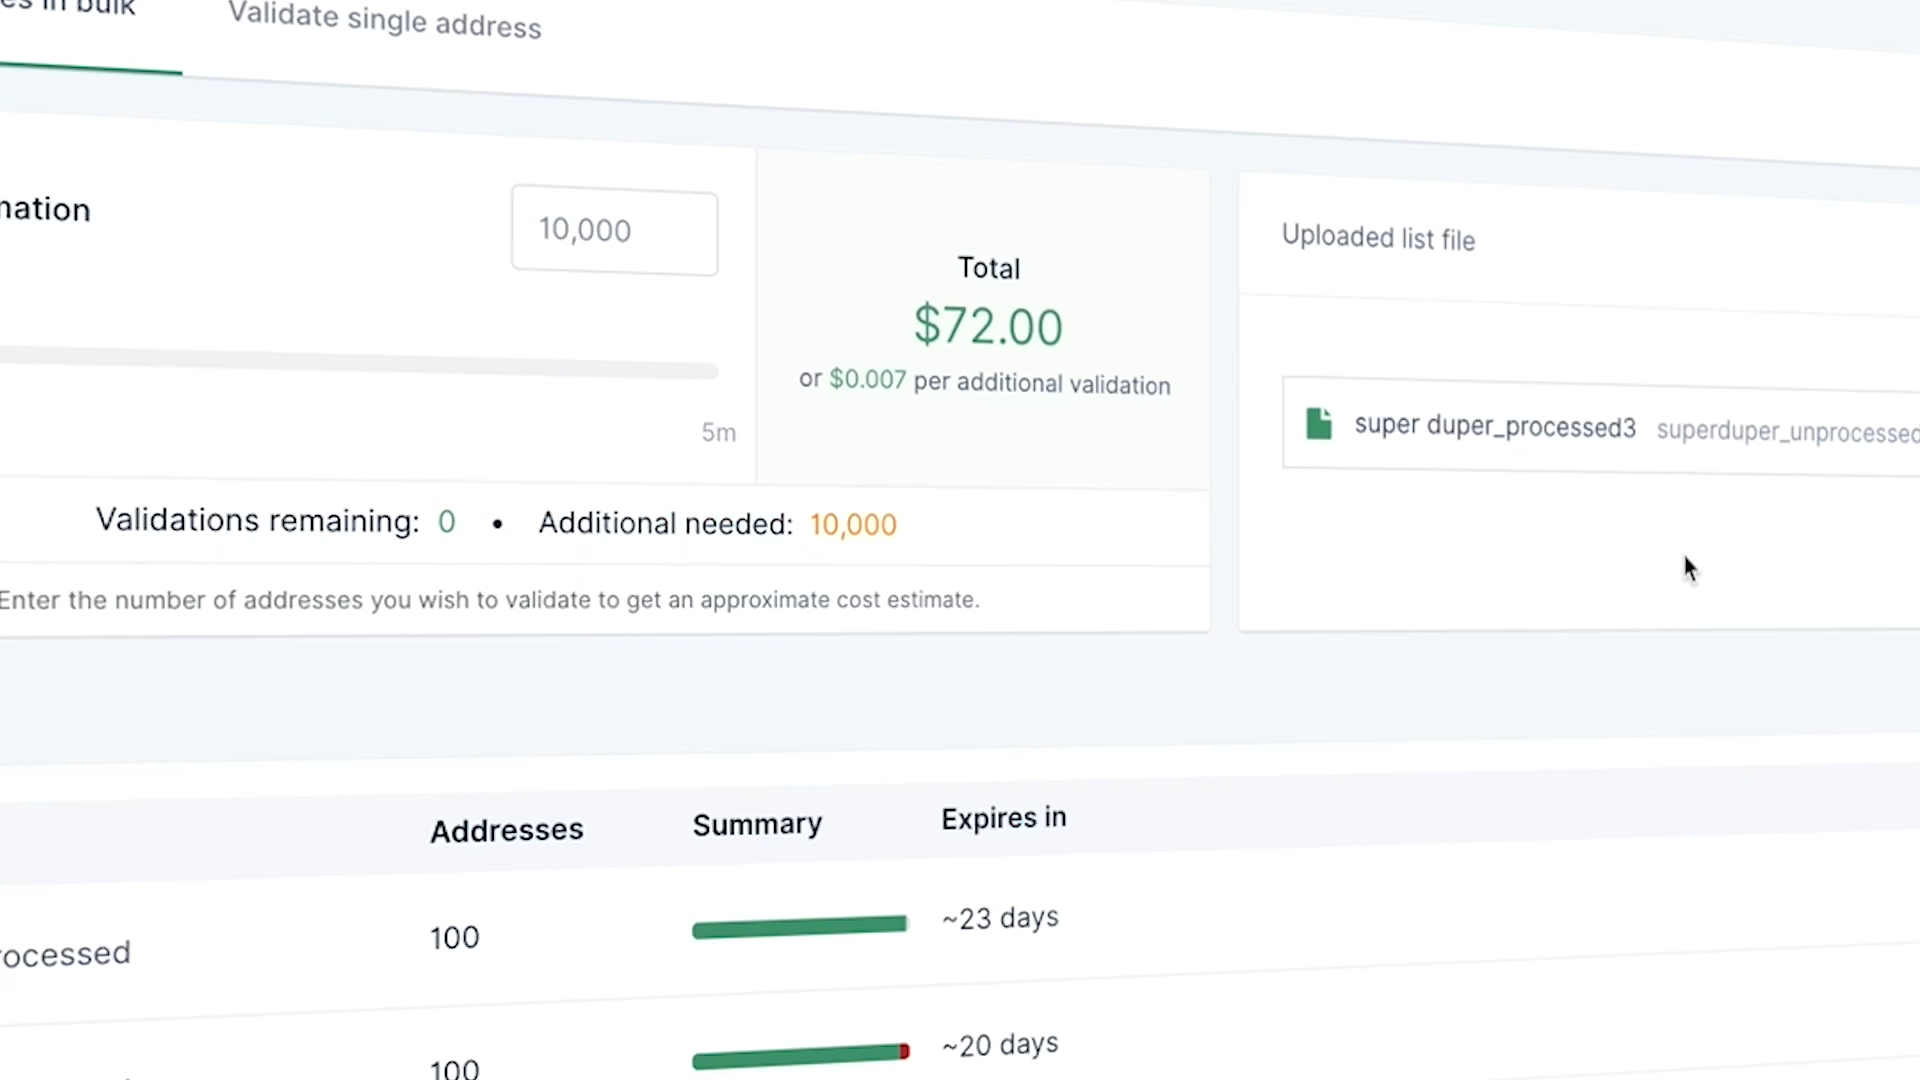 in bulk
Validate single address
mation
10,000
Total
$72.00
or $0.007 per additional validation
5m
Validations remaining: 0 • Additional needed: 10,000
Enter the number of addresses you wish to validate to get an approximate cost estimate.
Uploaded list file
super duper_processed3 superduper_unprocessed
Addresses Summary Expires in
rocessed 100 ~23 days
100 ~20 days